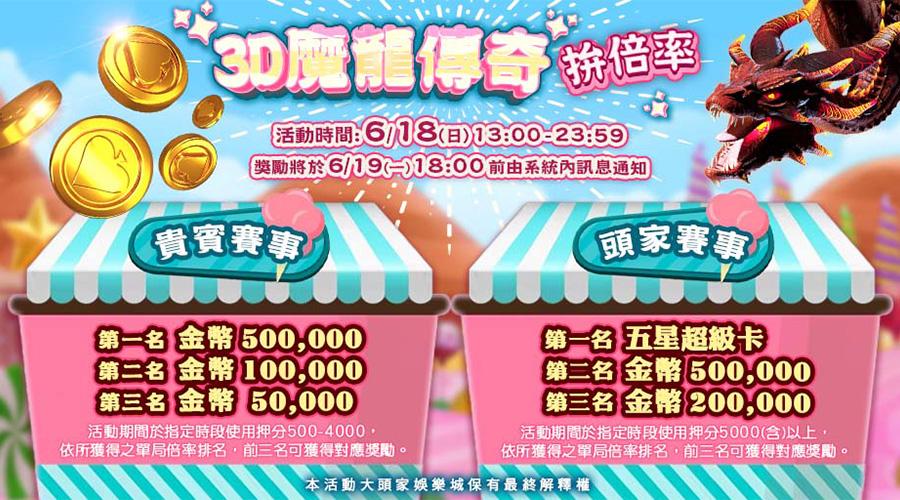 3D魔龍傳奇 拚倍率
活動時間:6/18(日)13:00-23:59
獎勵將於6/19(一)18:00前由系統內訊息通知
貴賓賽事
第一名 金幣 500,000
第二名 金幣 100,000
第三名 金幣 50,000
活動期間於指定時段使用押分500-4000，
依所獲得之單局倍率排名，前三名可獲得對應獎勵。
頭家賽事
第一名 五星超級卡
第二名 金幣 500,000
第三名 金幣 200,000
活動期間於指定時段使用押分5000(含)以上，
依所獲得之單局倍率排名，前三名可獲得對應獎勵。
本活動大頭家娛樂城保有最終解釋權